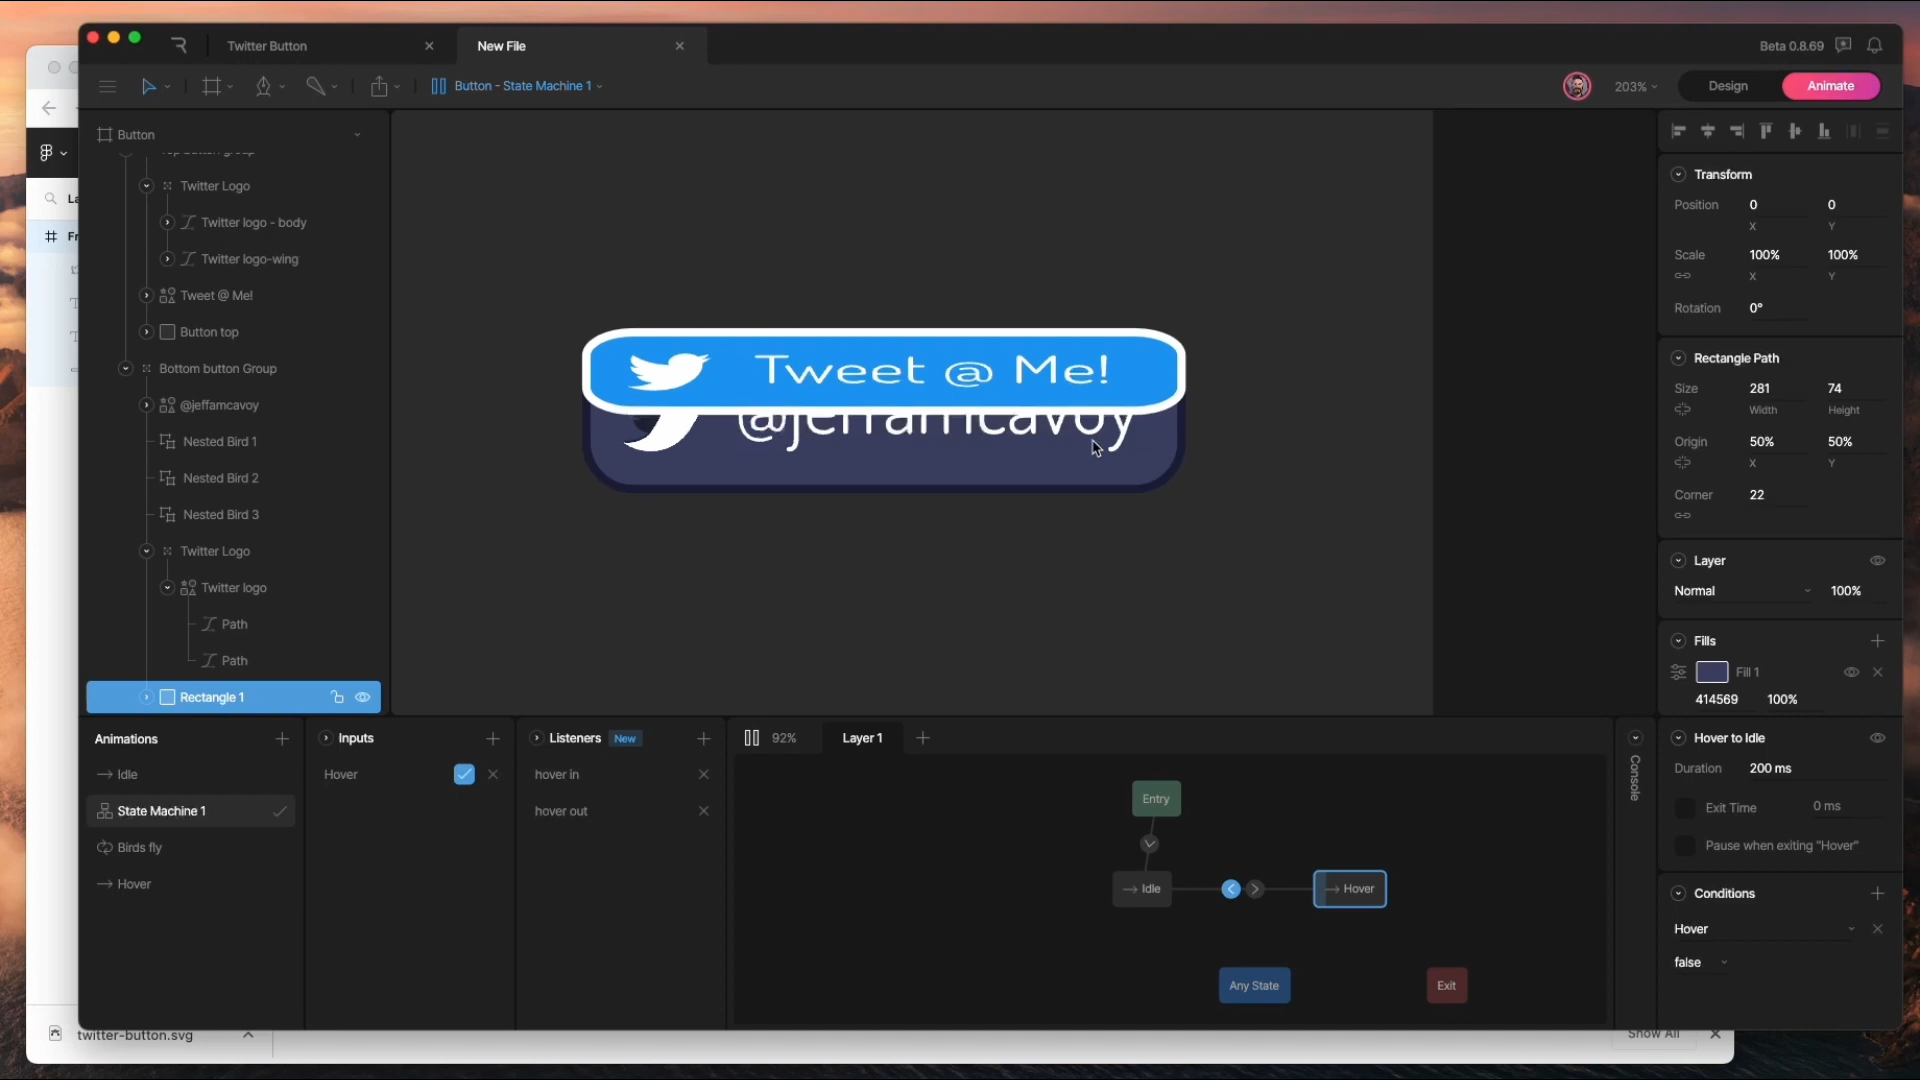 Twitter Button
New File
Beta 0.8.69
Button - State Machine 1
203%
Design
Animate
Button
Twitter Logo
Twitter logo - body
Twitter logo-wing
Tweet @ Me!
Button top
Bottom button Group
@jeffamcavoy
Nested Bird 1
Nested Bird 2
Nested Bird 3
Twitter Logo
Twitter logo
Path
Path
Rectangle 1
La
Fr
Tweet @ Me!
@jeffamcavoy
Transform
Position 0 0
X Y
Scale 100% 100%
X Y
Rotation 0°
Rectangle Path
Size 281 74
Width Height
Origin 50% 50%
X Y
Corner 22
Layer
Normal 100%
Fills
Fill 1
414569 100%
Animations
Idle
State Machine 1
Birds fly
Hover
Inputs
Hover
Listeners New
hover in
hover out
92%
Layer 1
Entry
Idle
Hover
Any State
Exit
Console
Hover to Idle
Duration 200 ms
Exit Time 0 ms
Pause when exiting "Hover"
Conditions
Hover
false
twitter-button.svg
Show All